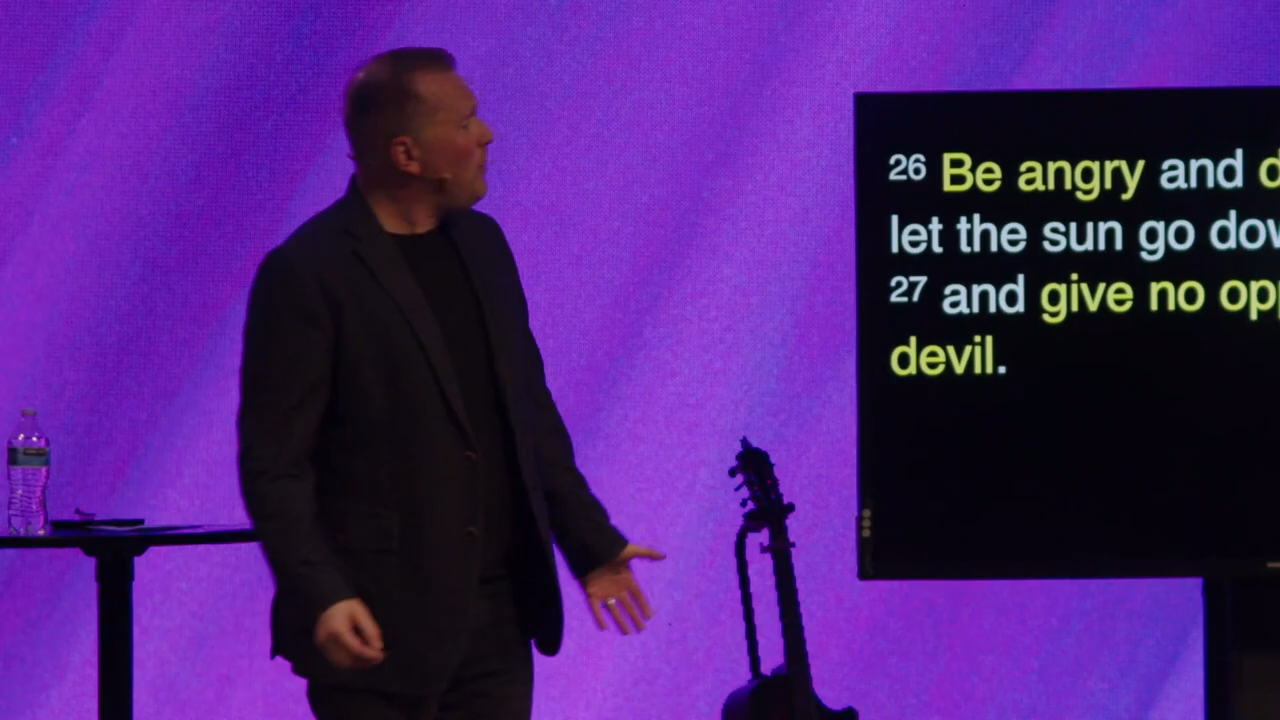 26 Be angry and
let the sun go
27 and give no
devil.